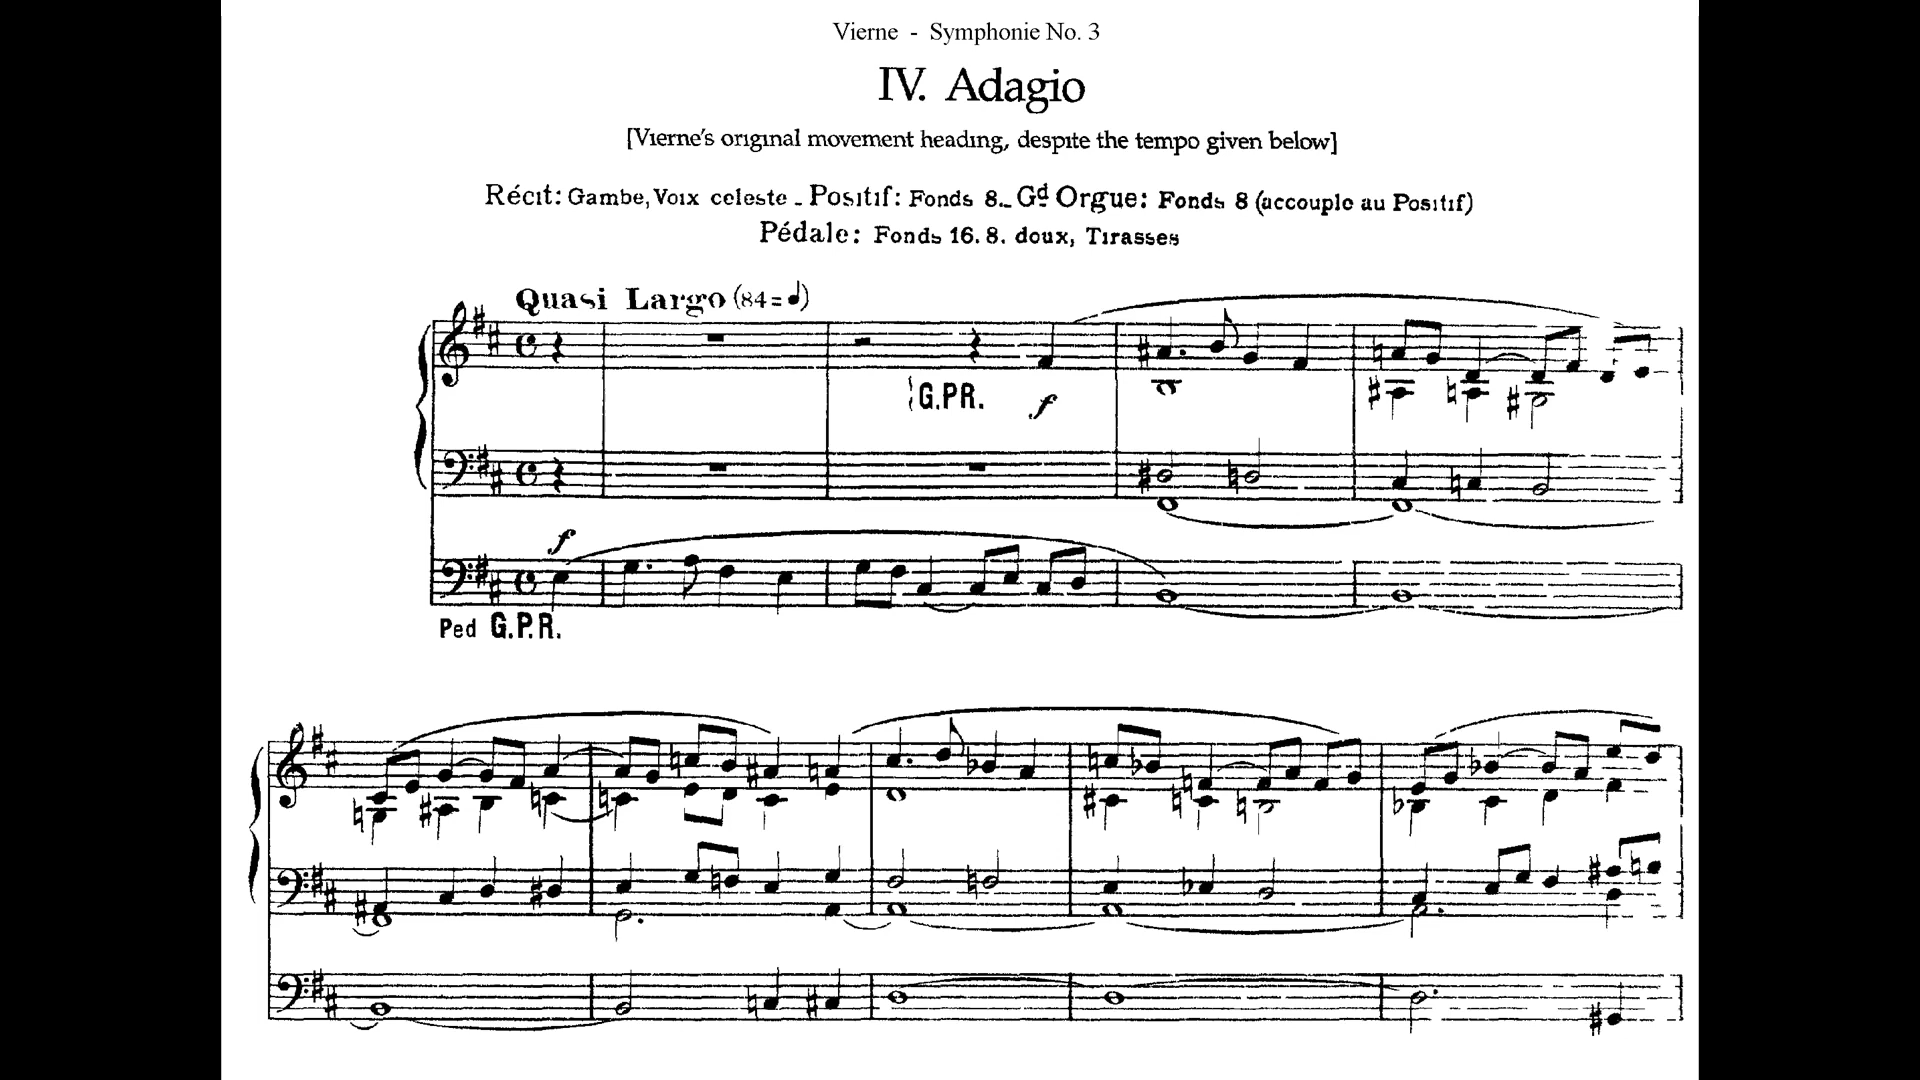 Vierne - Symphonie No. 3
IV. Adagio
[Vierne's original movement heading, despite the tempo given below]
Récit: Gambe, Voix celeste - Positif: Fonds 8.- Gd Orgue: Fonds 8 (accouple au Positif)
Pédale: Fonds 16. 8. doux, Tirasses
Quasi Largo (84=♩)
G.PR. f
f
Ped G.P.R.